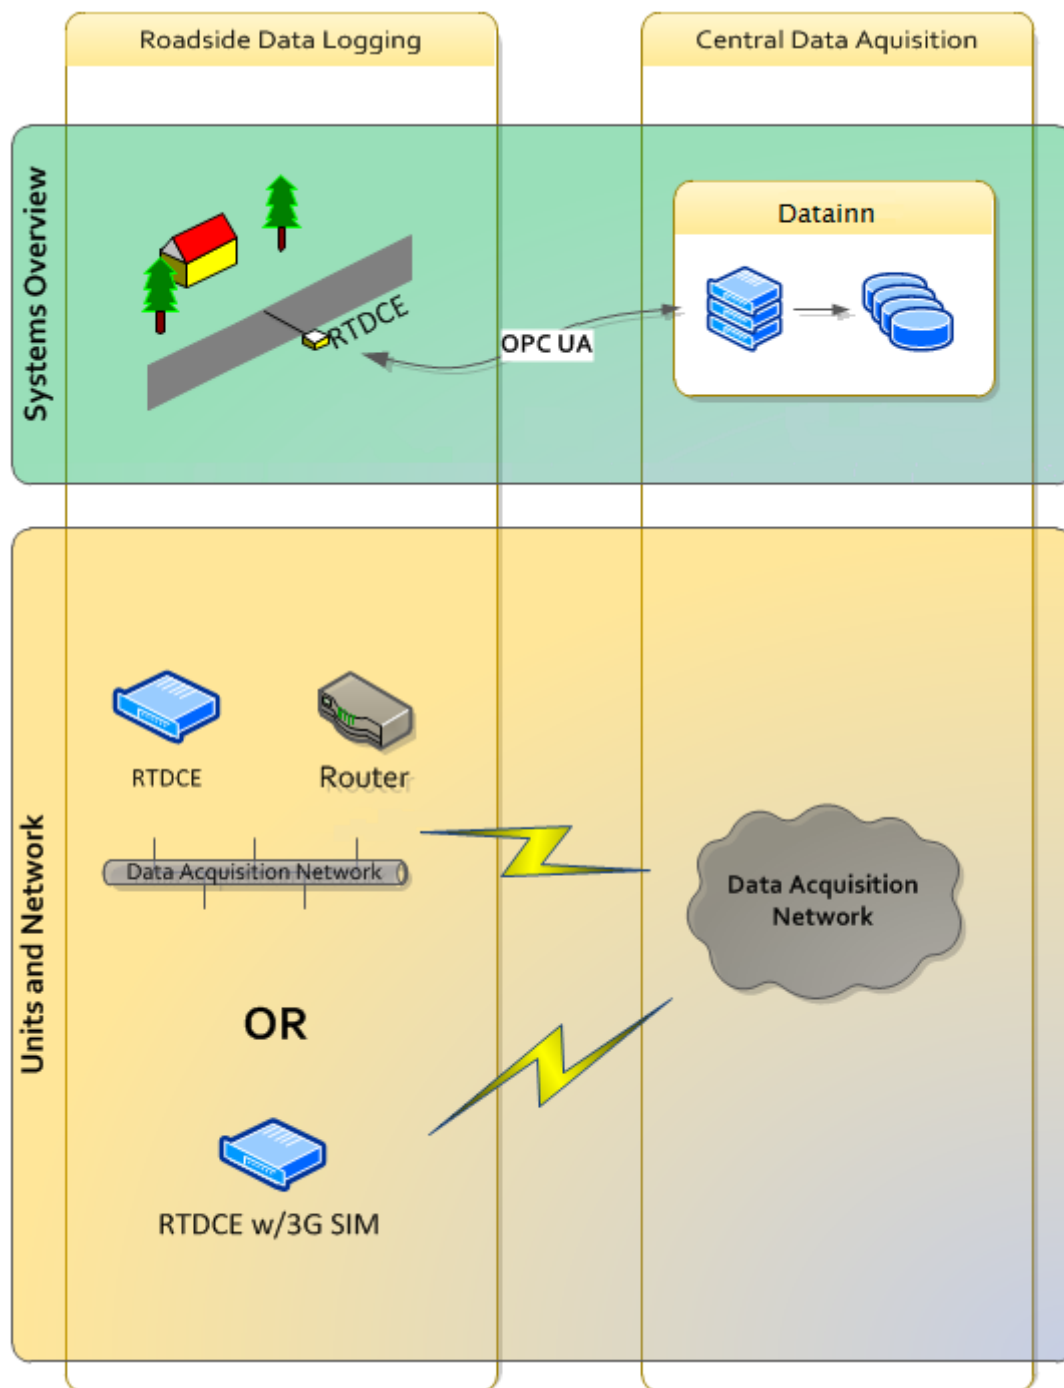 Roadside Data Logging
Central Data Aquisition
Systems Overview
Datainn
RTDCE
OPC UA
Units and Network
RTDCE
Router
Data Acquisition Network
Data Acquisition
Network
OR
RTDCE w/3G SIM